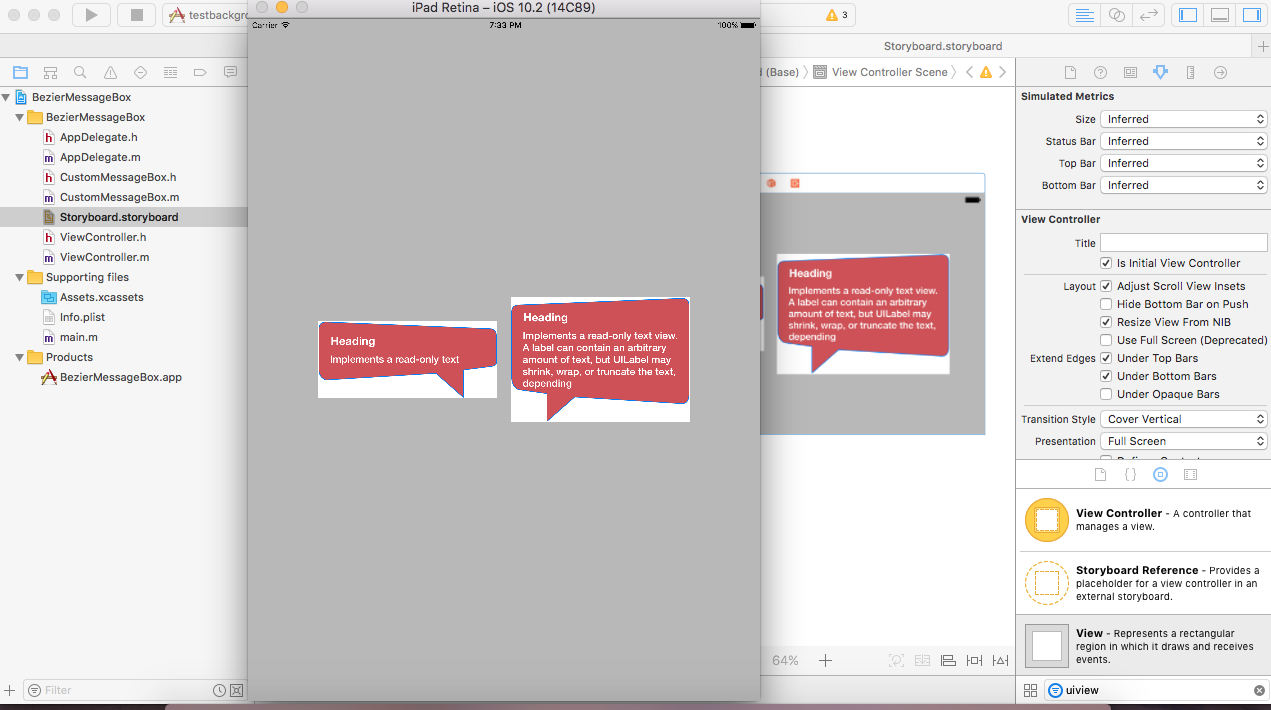 iPad Retina – iOS 10.2 (14C89)
testbackgro
3
Carrier
7:33 PM
100%
Storyboard.storyboard
(Base)
View Controller Scene
BezierMessageBox
BezierMessageBox
AppDelegate.h
AppDelegate.m
CustomMessageBox.h
CustomMessageBox.m
Storyboard.storyboard
ViewController.h
ViewController.m
Supporting files
Assets.xcassets
Info.plist
main.m
Products
BezierMessageBox.app
Filter
Heading
Implements a read-only text
Heading
Implements a read-only text view.
A label can contain an arbitrary
amount of text, but UILabel may
shrink, wrap, or truncate the text,
depending
Heading
Implements a read-only text view.
A label can contain an arbitrary
amount of text, but UILabel may
shrink, wrap, or truncate the text,
depending
64%
Simulated Metrics
Size Inferred
Status Bar Inferred
Top Bar Inferred
Bottom Bar Inferred
View Controller
Title
Is Initial View Controller
Layout Adjust Scroll View Insets
Hide Bottom Bar on Push
Resize View From NIB
Use Full Screen (Deprecated)
Extend Edges Under Top Bars
Under Bottom Bars
Under Opaque Bars
Transition Style Cover Vertical
Presentation Full Screen
View Controller - A controller that
manages a view.
Storyboard Reference - Provides a
placeholder for a view controller in an
external storyboard.
View - Represents a rectangular
region in which it draws and receives
events.
uiview